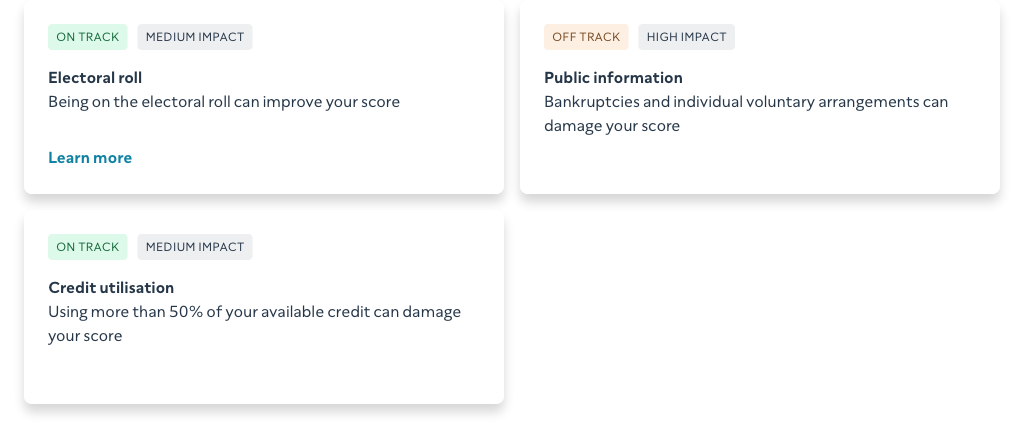 ON TRACK MEDIUM IMPACT
Electoral roll
Being on the electoral roll can improve your score
Learn more
OFF TRACK HIGH IMPACT
Public information
Bankruptcies and individual voluntary arrangements can
damage your score
ON TRACK MEDIUM IMPACT
Credit utilisation
Using more than 50% of your available credit can damage
your score